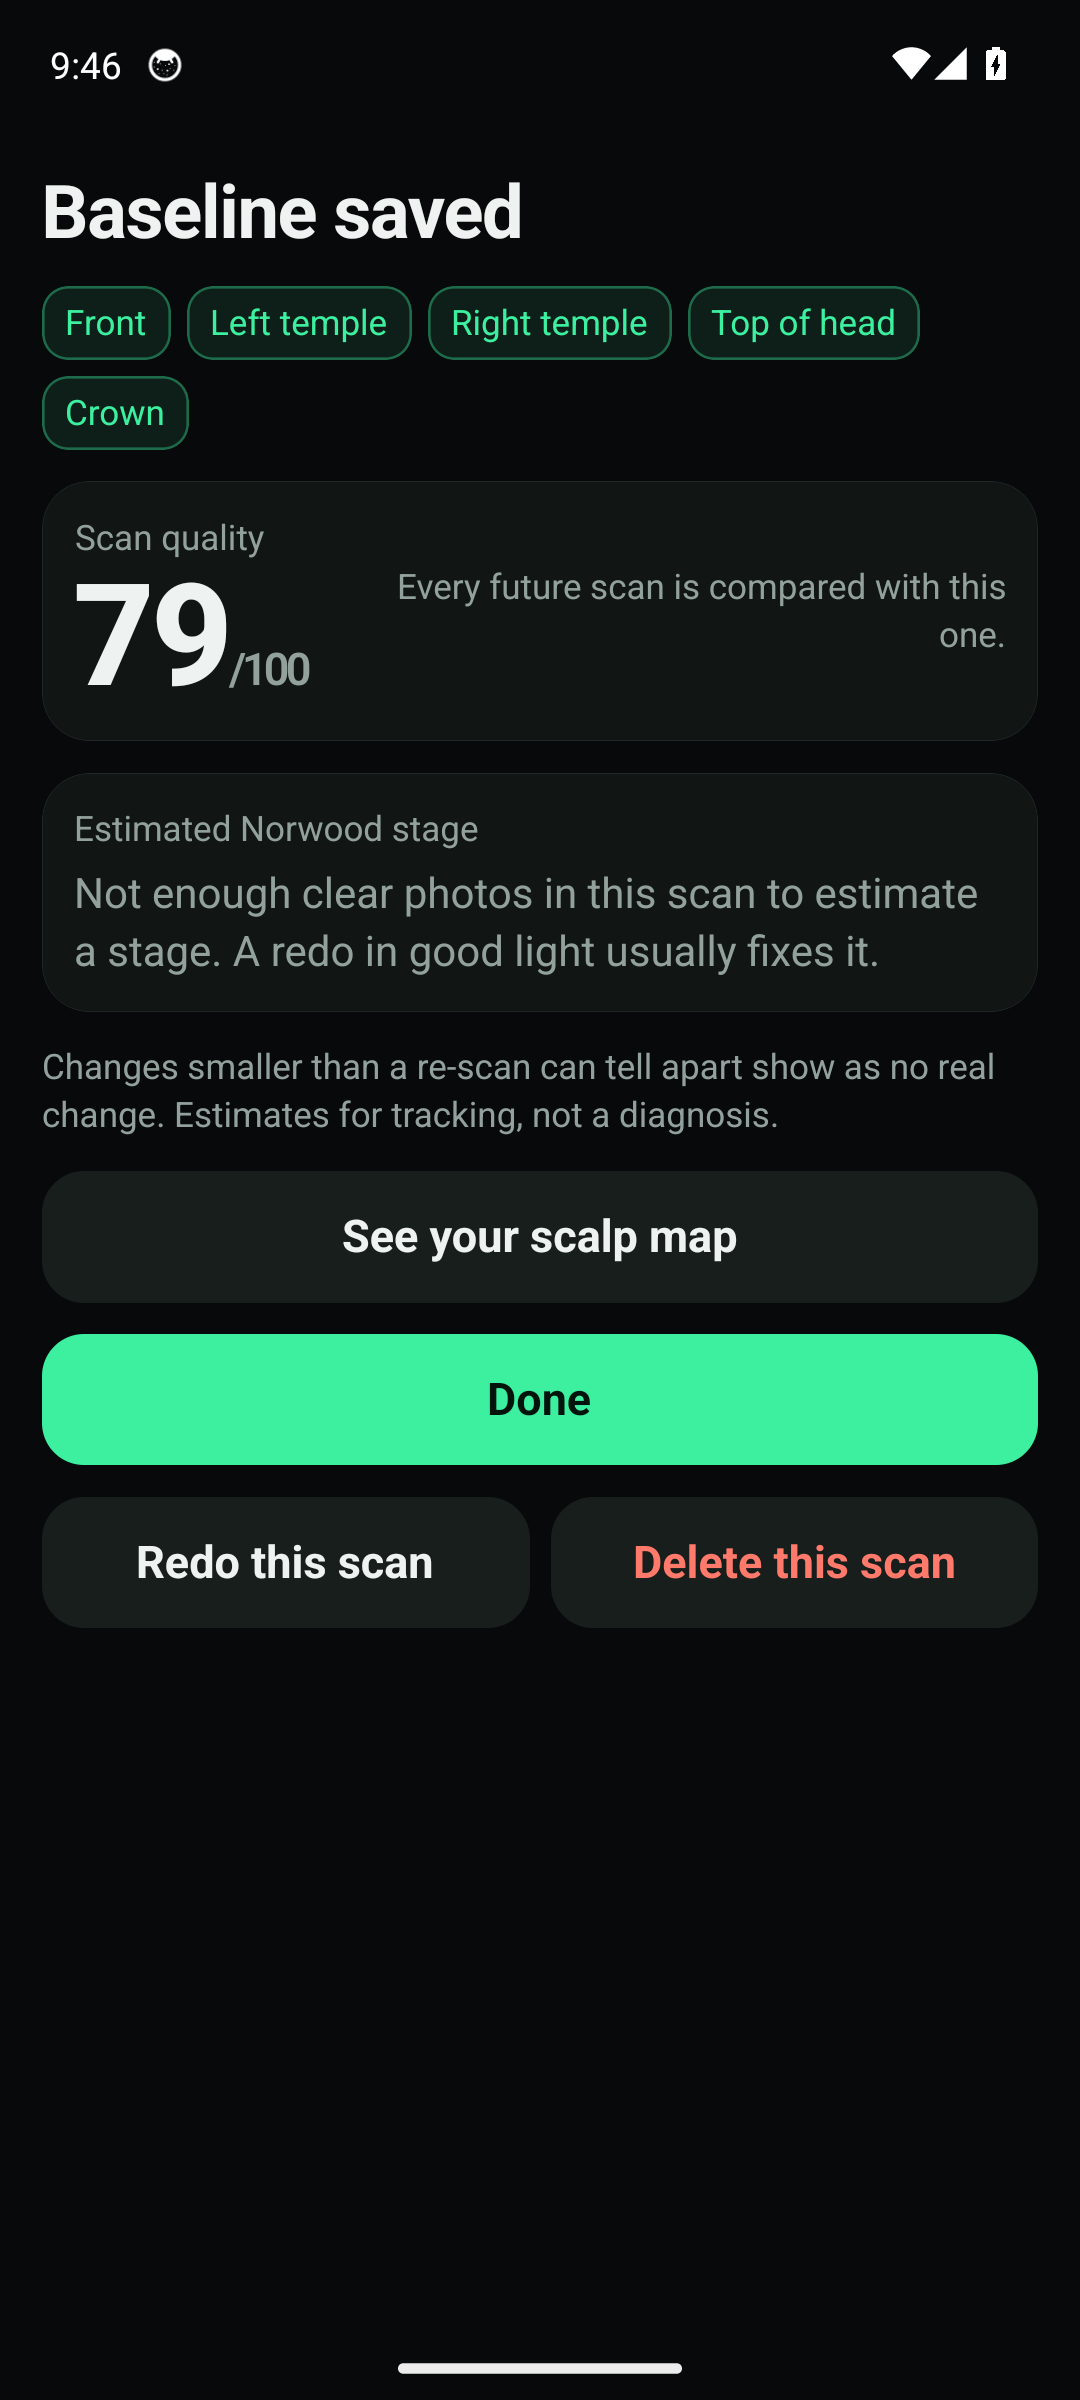 9:46
Baseline saved
Front
Left temple
Right temple
Top of head
Crown
Scan quality
79/100
Every future scan is compared with this
one.
Estimated Norwood stage
Not enough clear photos in this scan to estimate
a stage. A redo in good light usually fixes it.
Changes smaller than a re-scan can tell apart show as no real
change. Estimates for tracking, not a diagnosis.
See your scalp map
Done
Redo this scan
Delete this scan